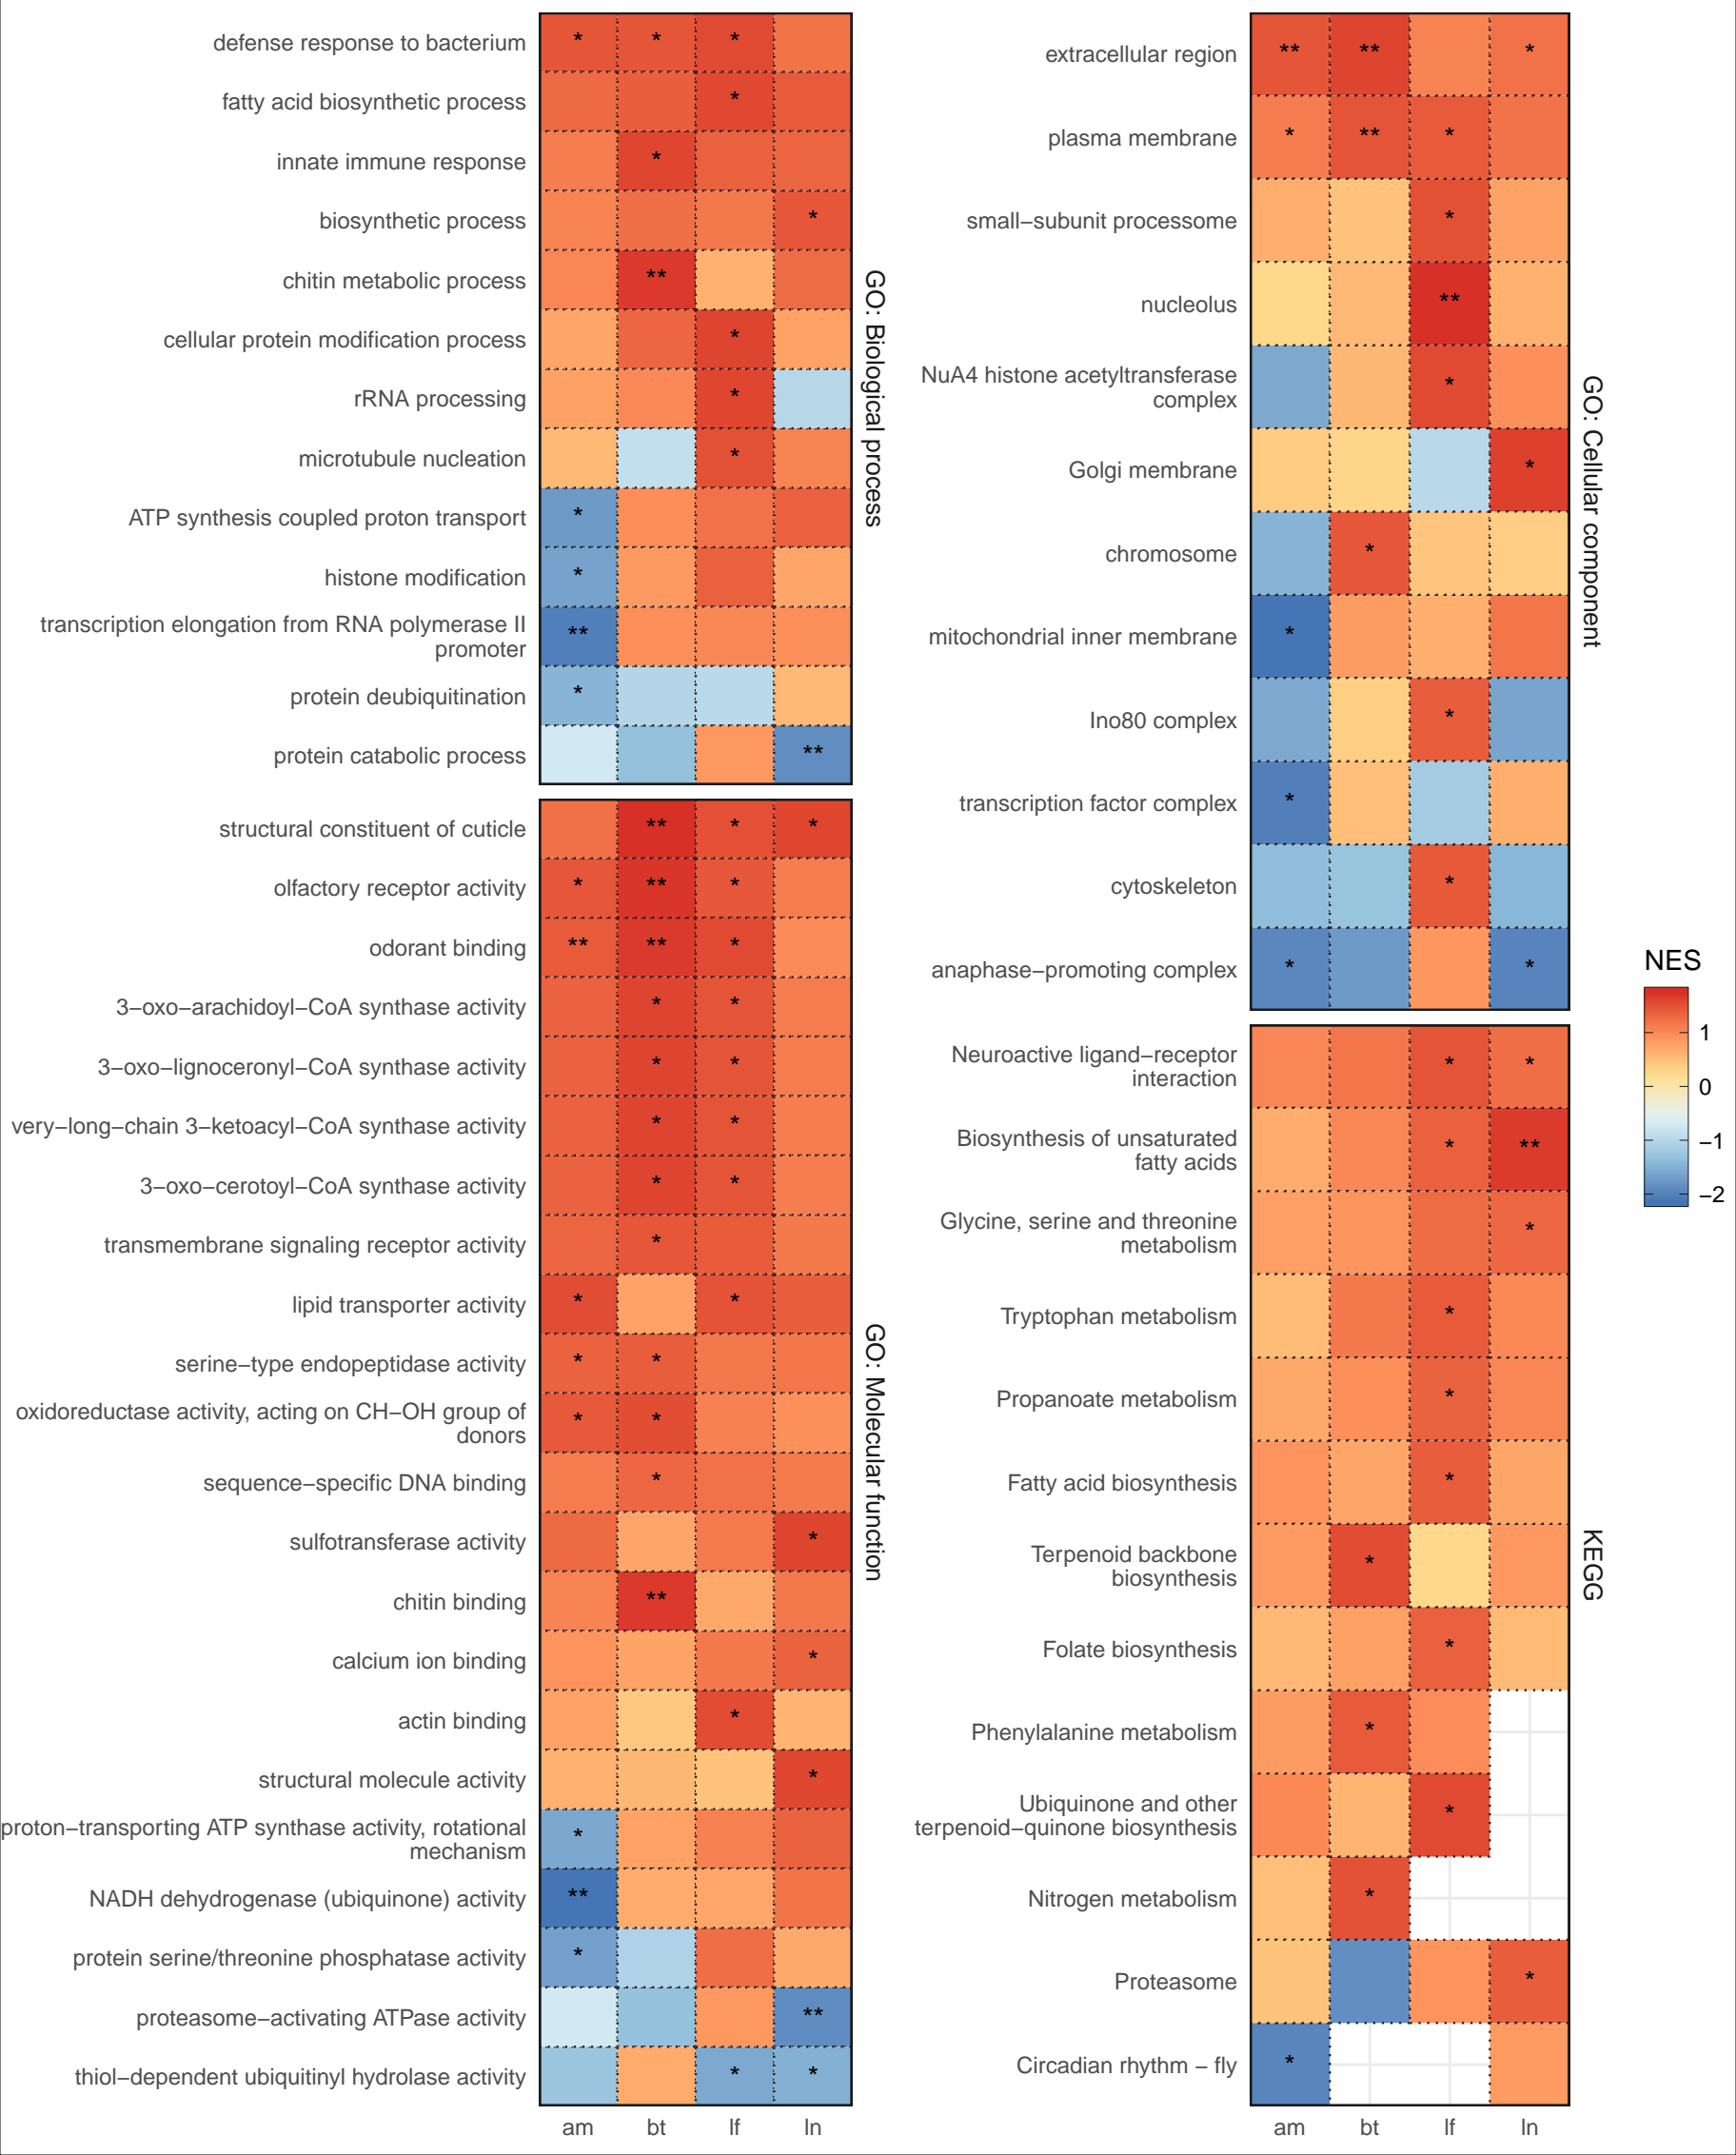 defense response to bacterium * * *
fatty acid biosynthetic process *
innate immune response *
biosynthetic process *
chitin metabolic process **
cellular protein modification process *
rRNA processing *
microtubule nucleation *
ATP synthesis coupled proton transport *
histone modification *
transcription elongation from RNA polymerase II
promoter **
protein deubiquitination *
protein catabolic process **
GO: Biological process
structural constituent of cuticle ** * *
olfactory receptor activity * ** *
odorant binding ** ** *
3−oxo−arachidoyl−CoA synthase activity * *
3−oxo−lignoceronyl−CoA synthase activity * *
very−long−chain 3−ketoacyl−CoA synthase activity * *
3−oxo−cerotoyl−CoA synthase activity * *
transmembrane signaling receptor activity *
lipid transporter activity * *
serine−type endopeptidase activity * *
oxidoreductase activity, acting on CH−OH group of
donors * *
sequence−specific DNA binding *
sulfotransferase activity *
chitin binding **
calcium ion binding *
actin binding *
structural molecule activity *
proton−transporting ATP synthase activity, rotational
mechanism *
NADH dehydrogenase (ubiquinone) activity **
protein serine/threonine phosphatase activity *
proteasome−activating ATPase activity **
thiol−dependent ubiquitinyl hydrolase activity * *
GO: Molecular function
am bt lf ln
extracellular region ** ** *
plasma membrane * ** *
small−subunit processome *
nucleolus **
NuA4 histone acetyltransferase
complex *
Golgi membrane *
chromosome *
mitochondrial inner membrane *
Ino80 complex *
transcription factor complex *
cytoskeleton *
anaphase−promoting complex * *
GO: Cellular component
Neuroactive ligand−receptor
interaction * *
Biosynthesis of unsaturated
fatty acids * **
Glycine, serine and threonine
metabolism *
Tryptophan metabolism *
Propanoate metabolism *
Fatty acid biosynthesis *
Terpenoid backbone
biosynthesis *
Folate biosynthesis *
Phenylalanine metabolism *
Ubiquinone and other
terpenoid−quinone biosynthesis *
Nitrogen metabolism *
Proteasome *
Circadian rhythm − fly *
KEGG
am bt lf ln
NES
1
0
−1
−2